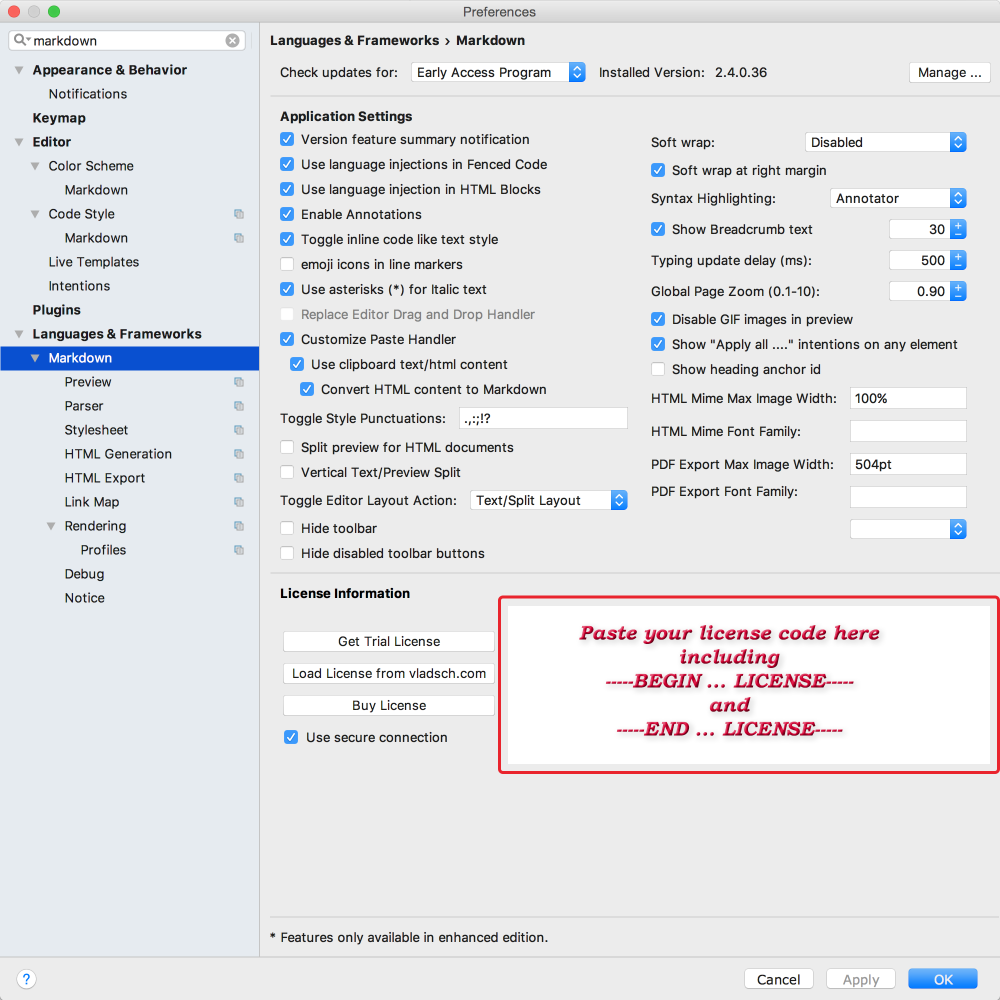 Preferences
markdown
Appearance & Behavior
Notifications
Keymap
Editor
Color Scheme
Markdown
Code Style
Markdown
Live Templates
Intentions
Plugins
Languages & Frameworks
Markdown
Preview
Parser
Stylesheet
HTML Generation
HTML Export
Link Map
Rendering
Profiles
Debug
Notice
Languages & Frameworks › Markdown
Check updates for: Early Access Program Installed Version: 2.4.0.36 Manage ...
Application Settings
Version feature summary notification
Use language injections in Fenced Code
Use language injection in HTML Blocks
Enable Annotations
Toggle inline code like text style
emoji icons in line markers
Use asterisks (*) for Italic text
Replace Editor Drag and Drop Handler
Customize Paste Handler
Use clipboard text/html content
Convert HTML content to Markdown
Toggle Style Punctuations: .,:;!?
Split preview for HTML documents
Vertical Text/Preview Split
Toggle Editor Layout Action: Text/Split Layout
Hide toolbar
Hide disabled toolbar buttons
Soft wrap: Disabled
Soft wrap at right margin
Syntax Highlighting: Annotator
Show Breadcrumb text 30
Typing update delay (ms): 500
Global Page Zoom (0.1-10): 0.90
Disable GIF images in preview
Show "Apply all ...." intentions on any element
Show heading anchor id
HTML Mime Max Image Width: 100%
HTML Mime Font Family:
PDF Export Max Image Width: 504pt
PDF Export Font Family:
License Information
Get Trial License
Load License from vladsch.com
Buy License
Use secure connection
Paste your license code here
including
-----BEGIN ... LICENSE-----
and
-----END ... LICENSE-----
* Features only available in enhanced edition.
? Cancel Apply OK